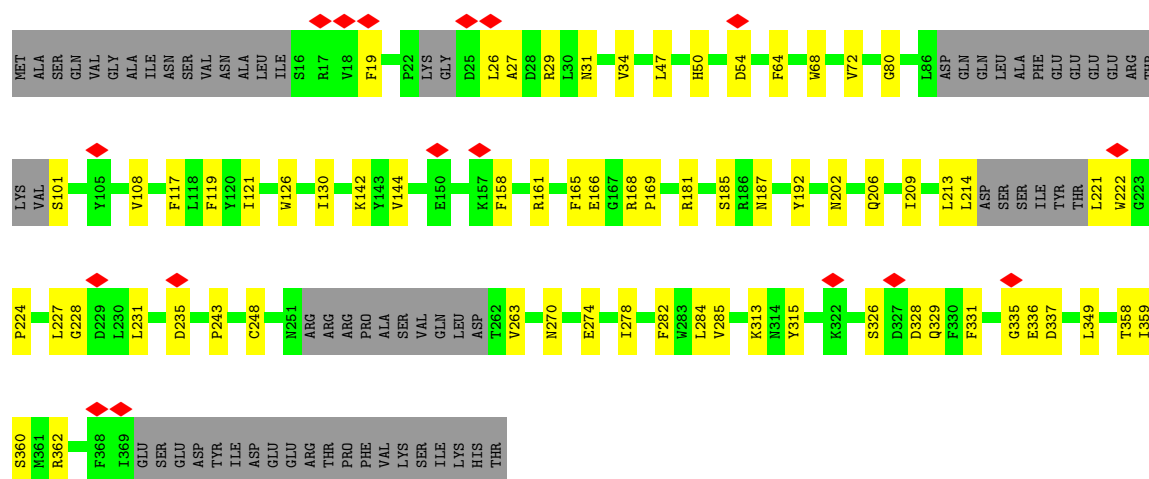 MET ALA SER GLN VAL GLY ALA ILE ASN SER VAL ASN ALA LEU ILE S16 R17 V18 F19 P22 LYS GLY D25 L26 A27 D28 R29 L30 N31 V34 L47 H50 D54 F64 W68 V72 G80 L86 ASP GLN GLN LEU ALA PHE GLU GLU GLU GLU ARG THR
LYS VAL S101 Y105 V108 F117 L118 F119 Y120 I121 W126 I130 K142 Y143 V144 E150 K157 F158 R161 F165 E166 G167 R168 P169 R181 S185 R186 N187 Y192 N202 Q206 I209 L213 L214 ASP SER SER ILE TYR THR L221 W222 G223
P224 L227 G228 D229 L230 L231 D235 P243 C248 N251 ARG ARG ARG PRO ALA SER VAL GLN LEU ASP T262 V263 N270 E274 I278 F282 W283 L284 V285 K313 N314 Y315 K322 S326 D327 D328 Q329 F330 F331 G335 E336 D337 L349 T358 I359
S360 M361 R362 F368 I369 GLU SER GLU ASP TYR ILE ASP GLU GLU ARG THR PRO PHE VAL LYS SER ILE LYS HIS THR